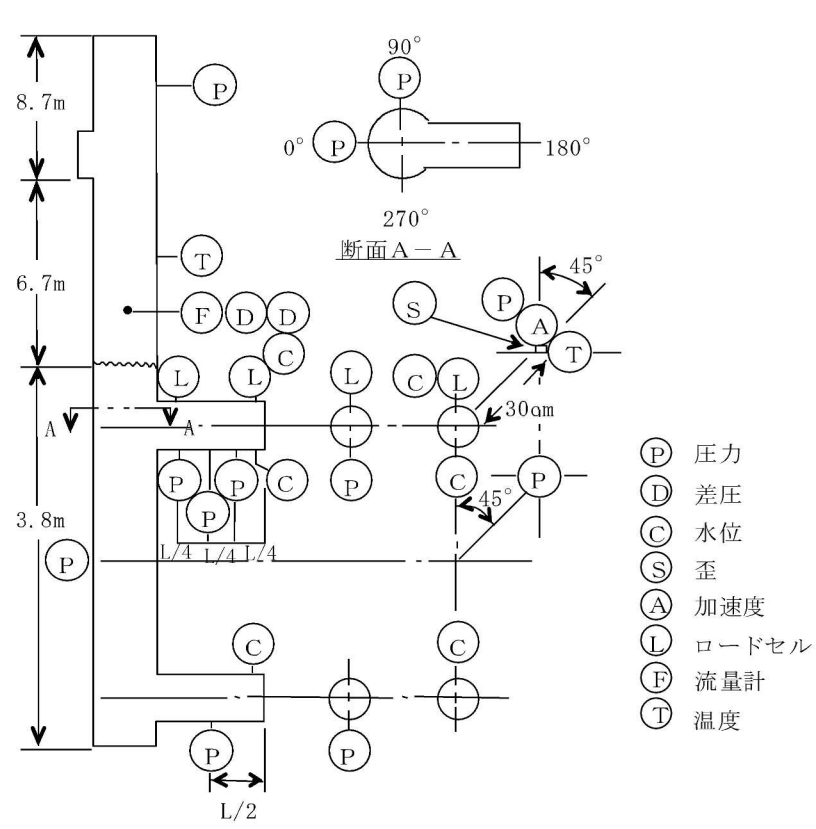 90°
P
8.7m
P
0°
P
180°
270°
断面A-A
T
45°
6.7m
P
S
A
F
D
D
T
C
L
L
L
C
L
30cm
A
A
P
P
C
P
C
P
P
45°
3.8m
L/4
L/4
L/4
P
C
C
P
P
L/2
P 圧力
D 差圧
C 水位
S 歪
A 加速度
L ロードセル
F 流量計
T 温度